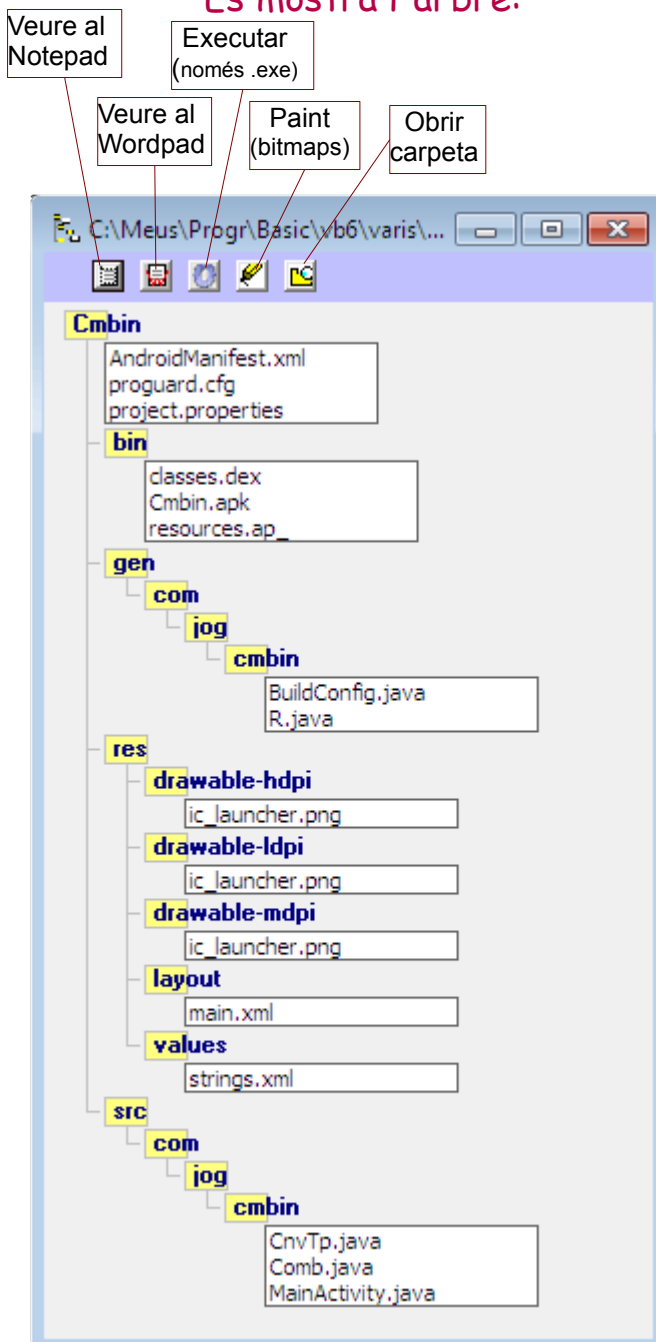 Es mostra l'arbre:
Veure al
Notepad
Executar
(només .exe)
Veure al
Wordpad
Paint
(bitmaps)
Obrir
carpeta
C:\Meus\Progr\Basic\vb6\varis\...
Cmbin
AndroidManifest.xml
proguard.cfg
project.properties
bin
classes.dex
Cmbin.apk
resources.ap_
gen
com
jog
cmbin
BuildConfig.java
R.java
res
drawable-hdpi
ic_launcher.png
drawable-ldpi
ic_launcher.png
drawable-mdpi
ic_launcher.png
layout
main.xml
values
strings.xml
src
com
jog
cmbin
CnvTp.java
Comb.java
MainActivity.java